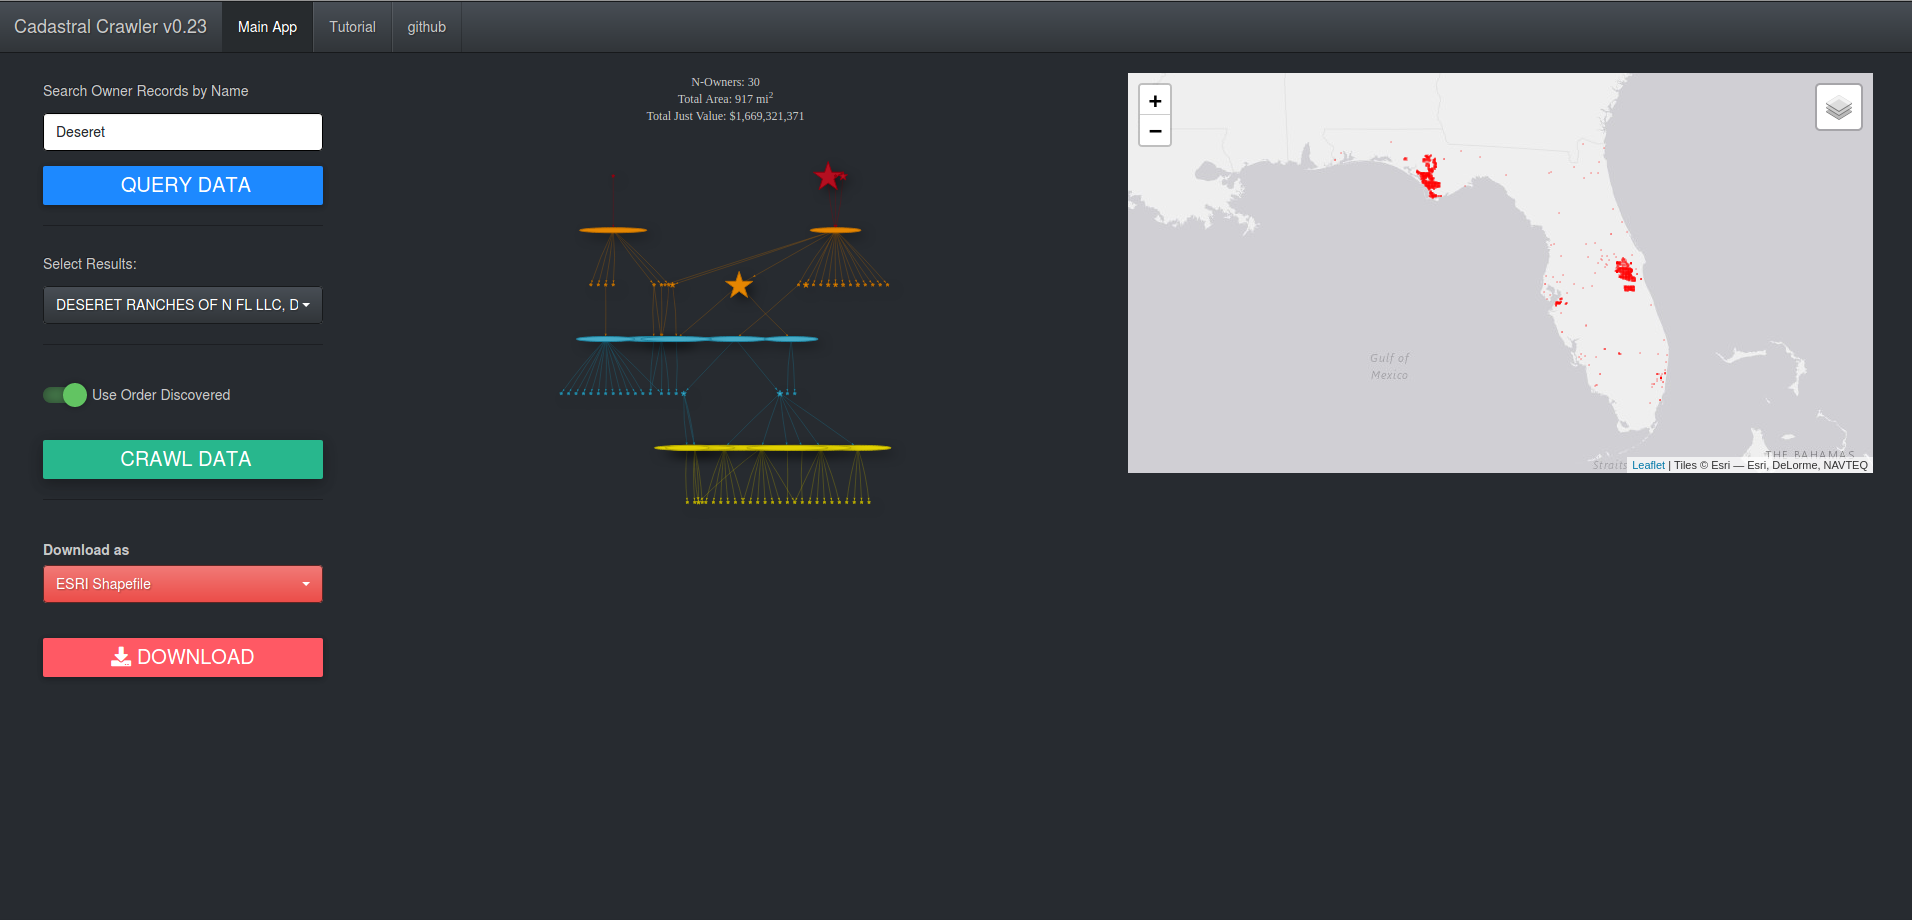 Cadastral Crawler v0.23
Main App
Tutorial
github
Search Owner Records by Name
Deseret
QUERY DATA
Select Results:
DESERET RANCHES OF N FL LLC, D
Use Order Discovered
CRAWL DATA
Download as
ESRI Shapefile
DOWNLOAD
N-Owners: 30
Total Area: 917 mi²
Total Just Value: $1,669,321,371
+
−
Gulf of
Mexico
THE BAHAMAS
Straits
Leaflet | Tiles © Esri — Esri, DeLorme, NAVTEQ